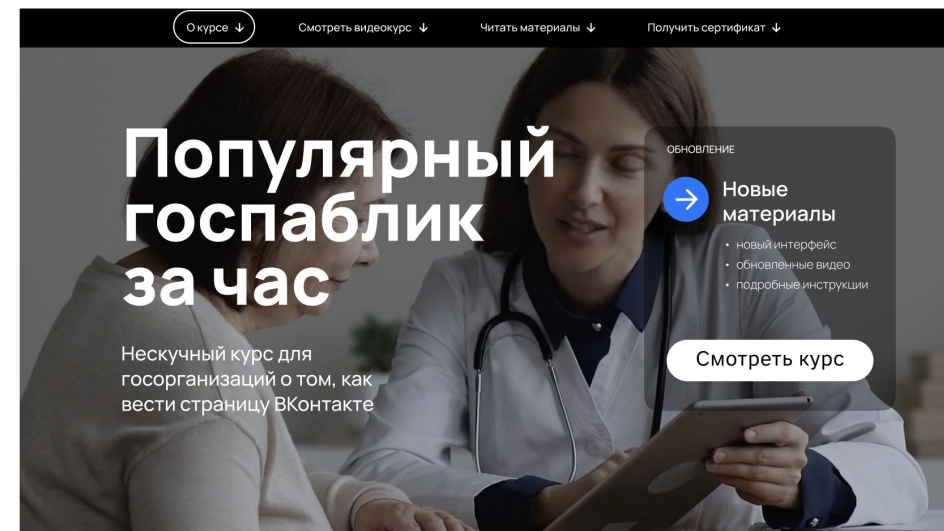 О курсе ↓
Смотреть видеокурс ↓
Читать материалы ↓
Получить сертификат ↓
Популярный
госпаблик
за час
Нескучный курс для
госорганизаций о том, как
вести страницу ВКонтакте
ОБНОВЛЕНИЕ
Новые
материалы
• новый интерфейс
• обновленные видео
• подробные инструкции
Смотреть курс